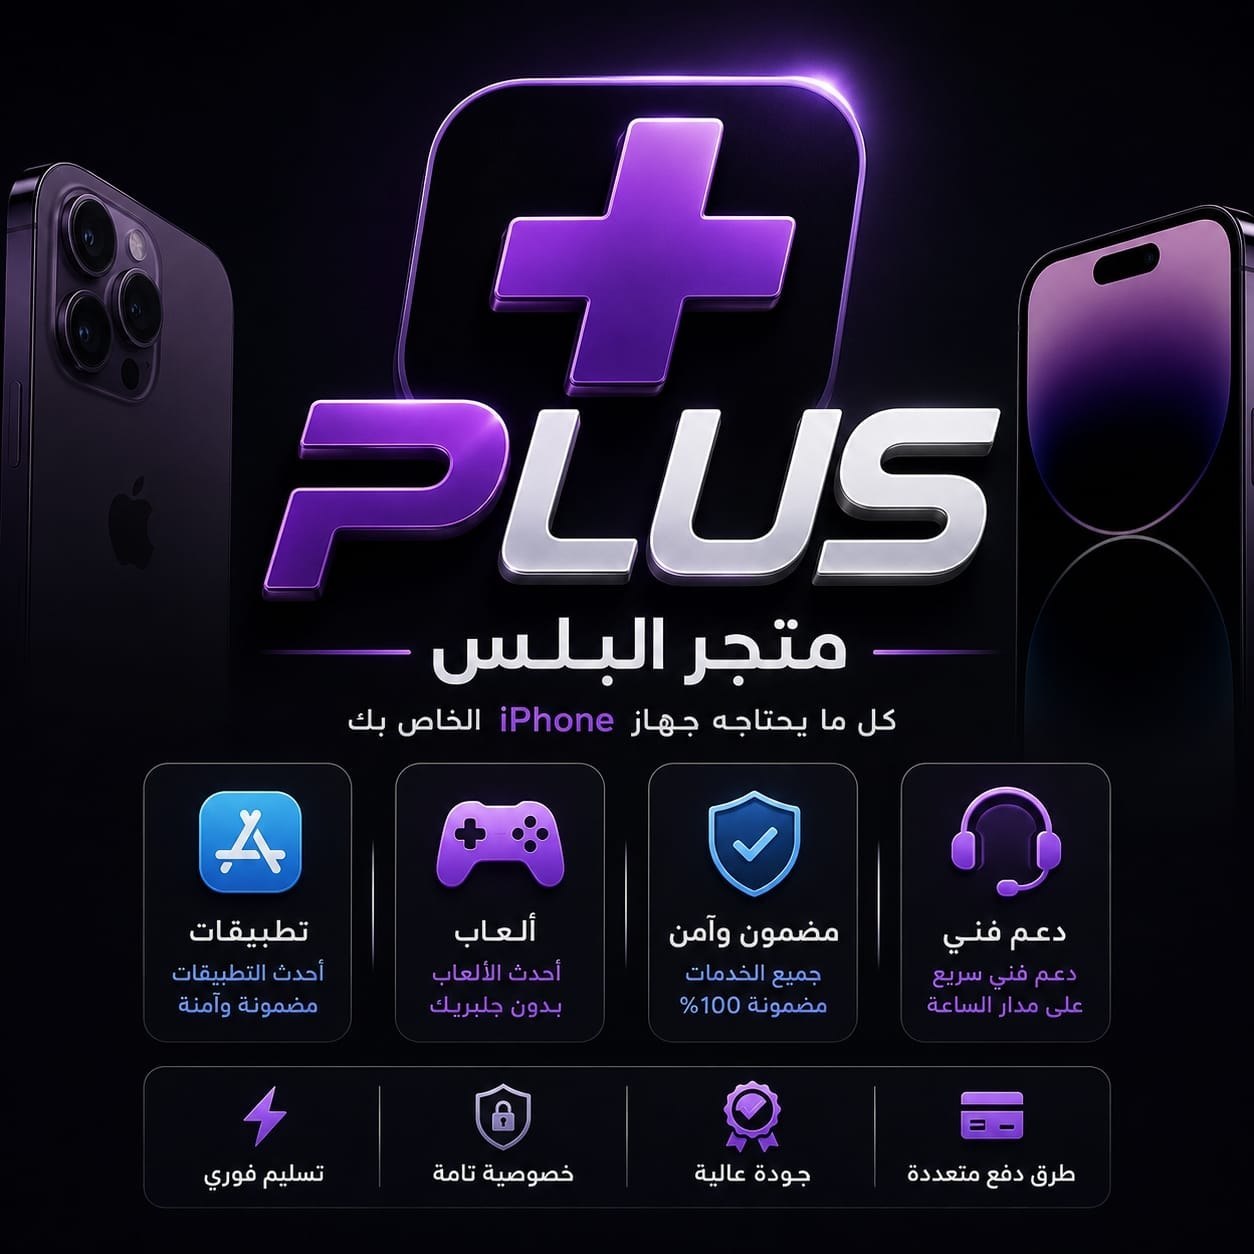 PLUS
متجر البلس
كل ما يحتاجه جهاز iPhone الخاص بك
دعم فني
دعم فني سريع
على مدار الساعة
مضمون وآمن
جميع الخدمات
مضمونة 100%
ألعاب
أحدث الألعاب
بدون جلبريك
تطبيقات
أحدث التطبيقات
مضمونة وآمنة
طرق دفع متعددة
جودة عالية
خصوصية تامة
تسليم فوري